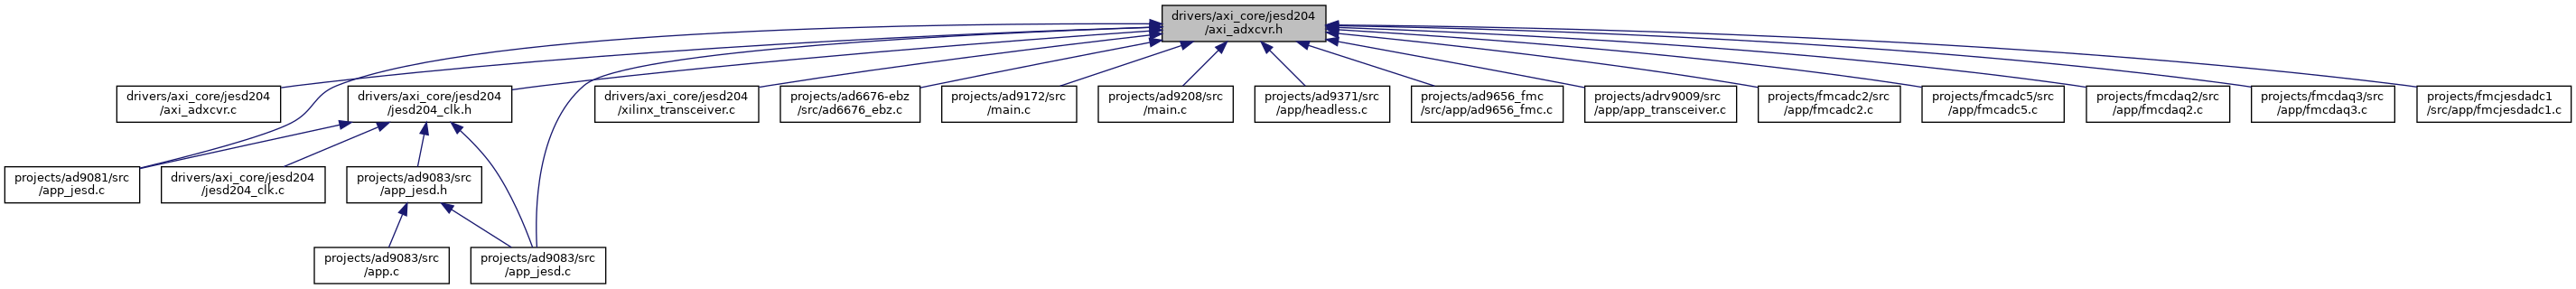 drivers/axi_core/jesd204
/axi_adxcvr.h
drivers/axi_core/jesd204
/axi_adxcvr.c
drivers/axi_core/jesd204
/jesd204_clk.h
drivers/axi_core/jesd204
/xilinx_transceiver.c
projects/ad6676-ebz
/src/ad6676_ebz.c
projects/ad9172/src
/main.c
projects/ad9208/src
/main.c
projects/ad9371/src
/app/headless.c
projects/ad9656_fmc
/src/app/ad9656_fmc.c
projects/adrv9009/src
/app/app_transceiver.c
projects/fmcadc2/src
/app/fmcadc2.c
projects/fmcadc5/src
/app/fmcadc5.c
projects/fmcdaq2/src
/app/fmcdaq2.c
projects/fmcdaq3/src
/app/fmcdaq3.c
projects/fmcjesdadc1
/src/app/fmcjesdadc1.c
projects/ad9081/src
/app_jesd.c
drivers/axi_core/jesd204
/jesd204_clk.c
projects/ad9083/src
/app_jesd.h
projects/ad9083/src
/app.c
projects/ad9083/src
/app_jesd.c